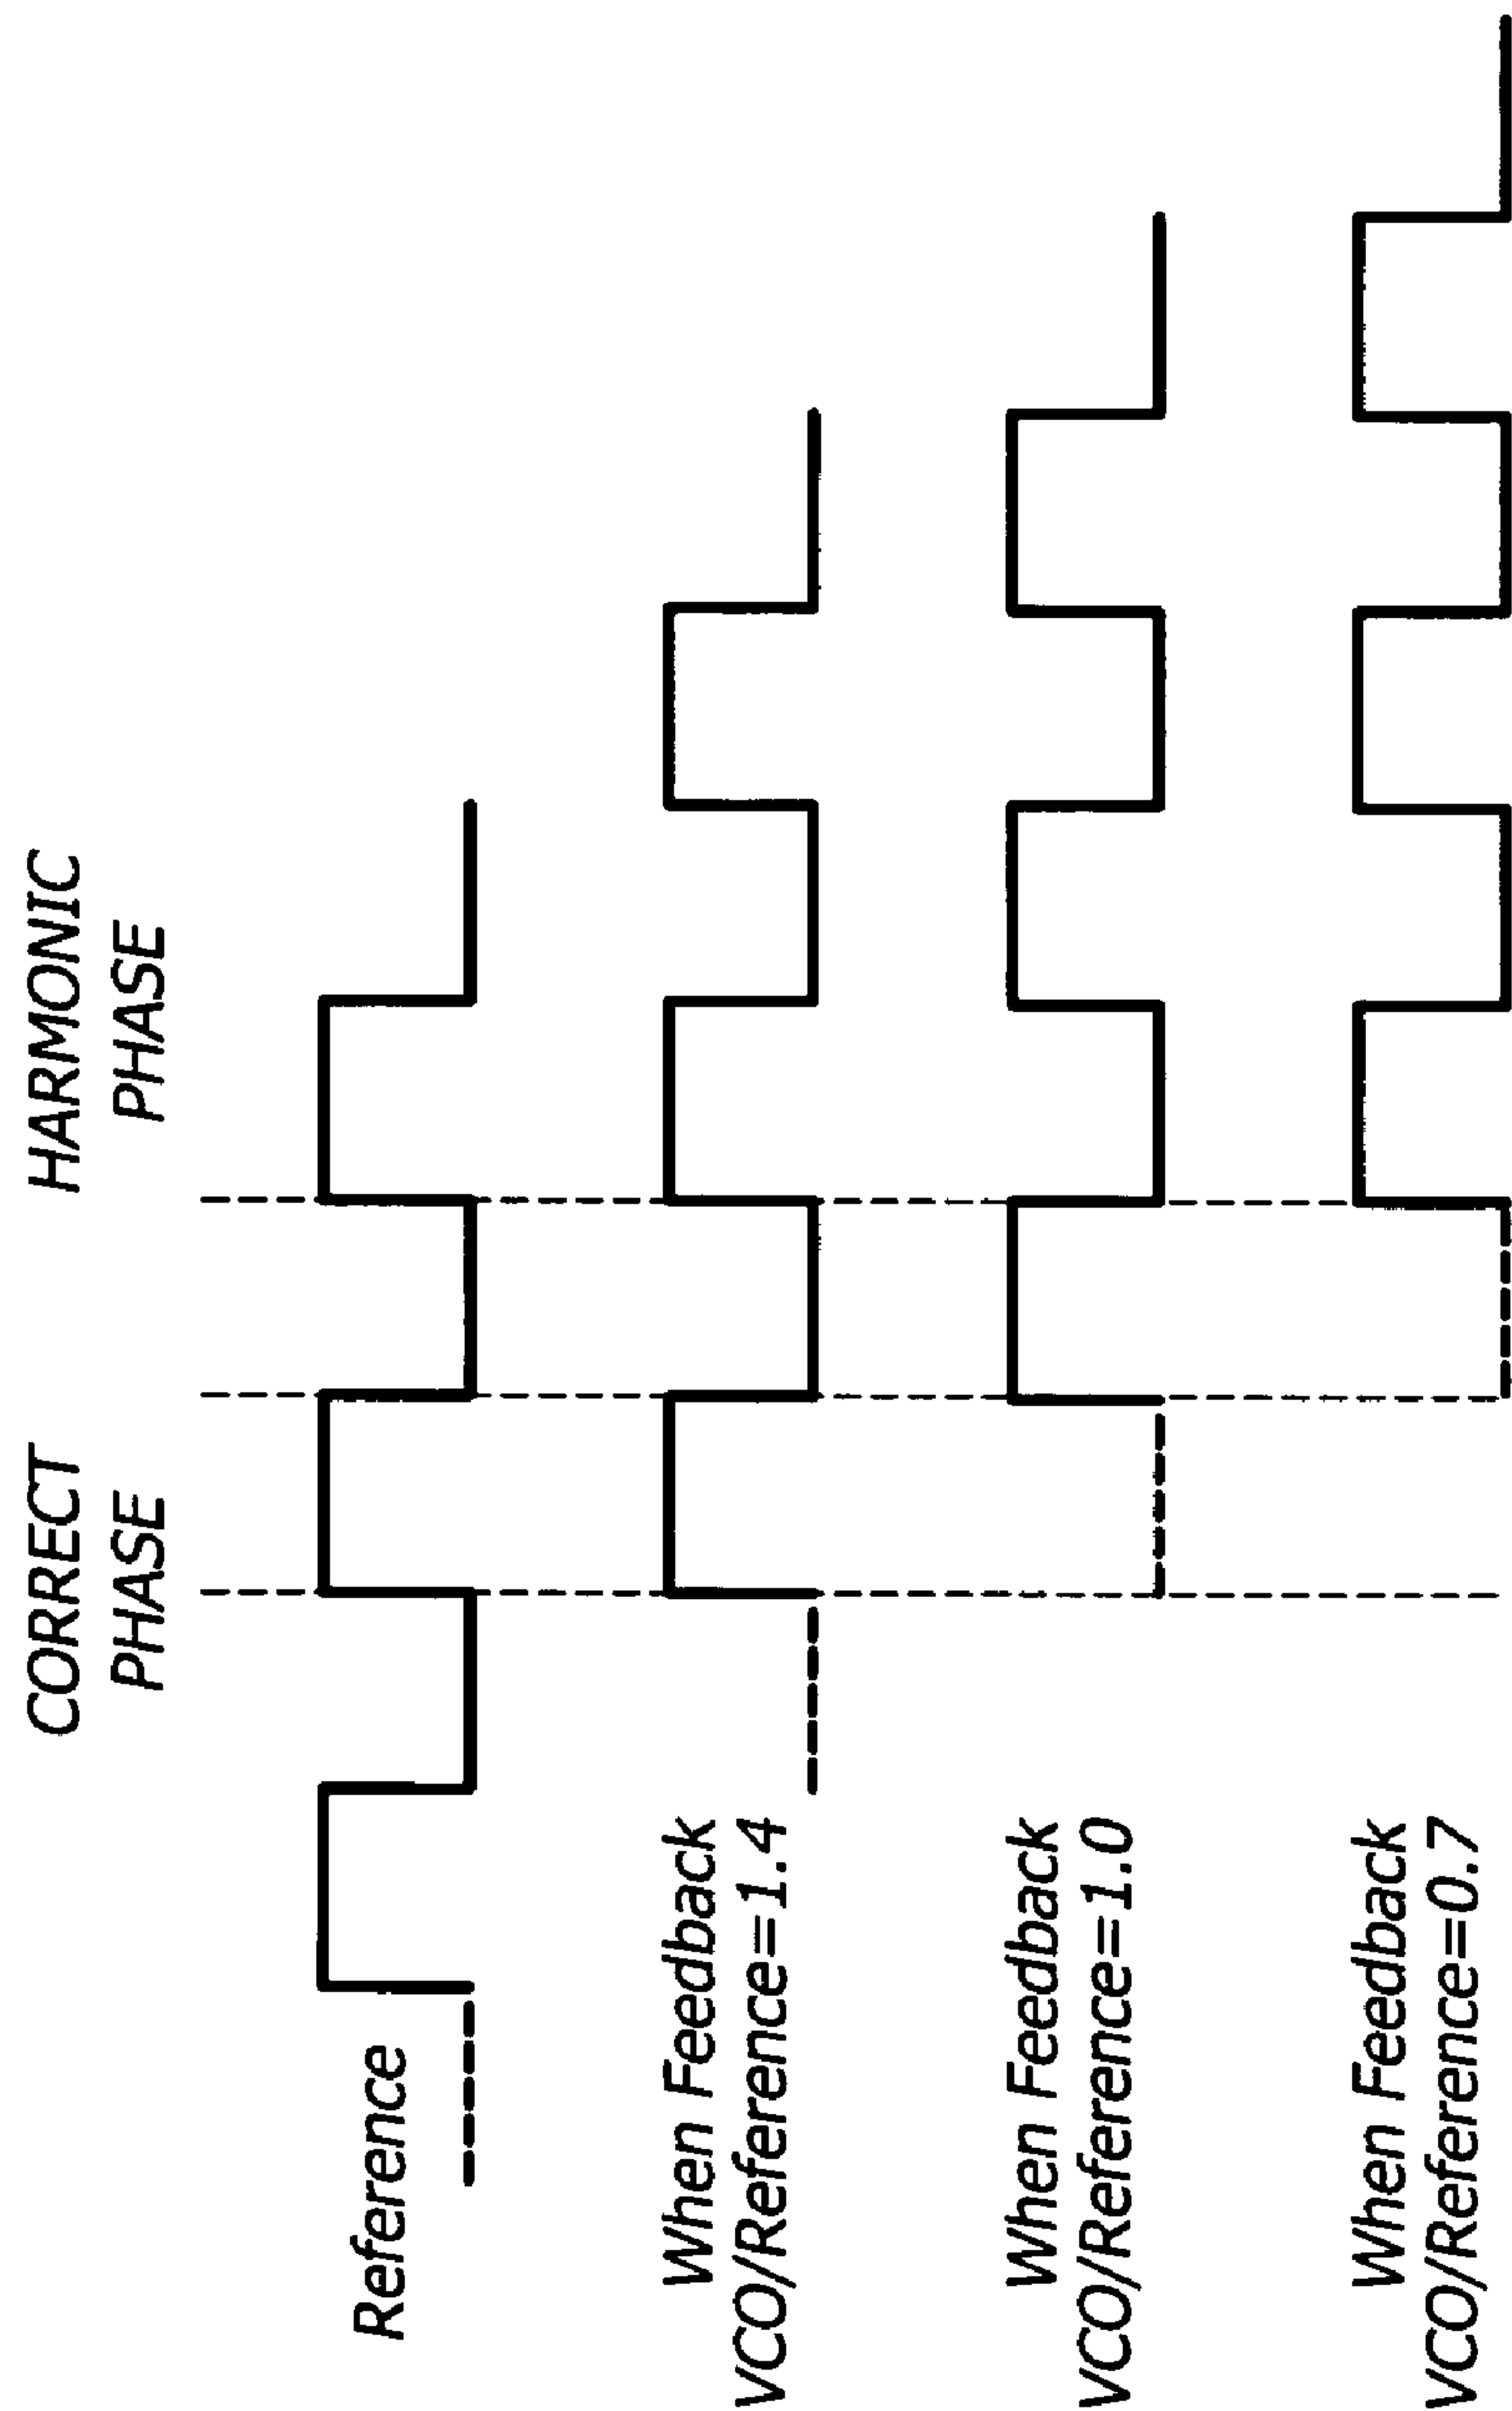 CORRECT
PHASE
HARMONIC
PHASE
Reference
When Feedback
VCO/Reference=1.4
When Feedback
VCO/Reference=1.0
When Feedback
VCO/Reference=0.7